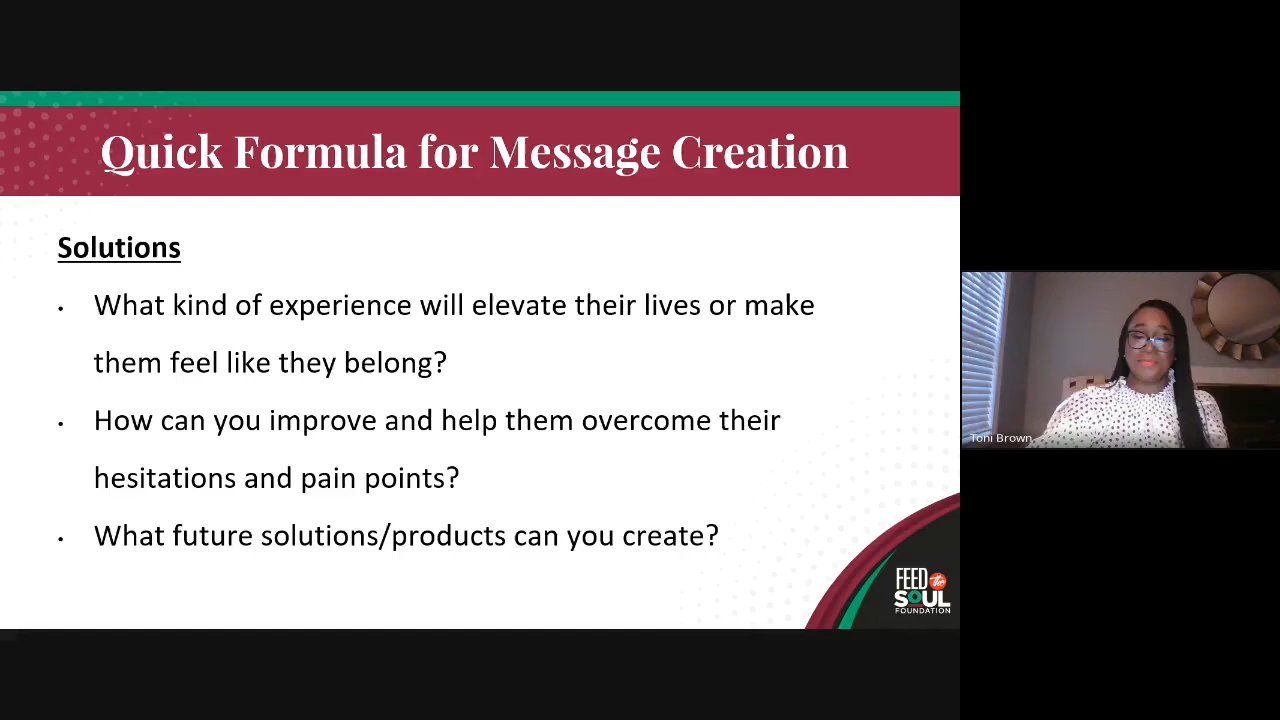 Quick Formula for Message Creation
Solutions
• What kind of experience will elevate their lives or make
them feel like they belong?
• How can you improve and help them overcome their
hesitations and pain points?
• What future solutions/products can you create?
FEED the
SOUL
FOUNDATION
Toni Brown